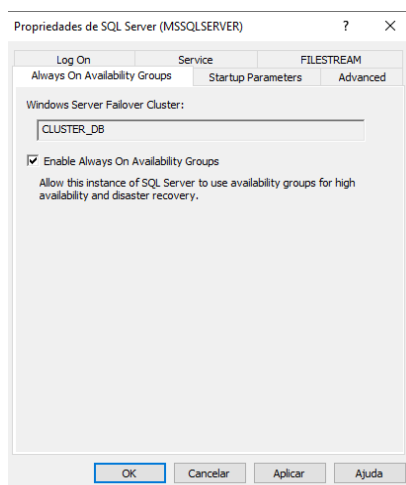 Propriedades de SQL Server (MSSQLSERVER) ? ×
Log On Service FILESTREAM
Always On Availability Groups Startup Parameters Advanced
Windows Server Failover Cluster:
CLUSTER_DB
Enable Always On Availability Groups
Allow this instance of SQL Server to use availability groups for high
availability and disaster recovery.
OK Cancelar Aplicar Ajuda